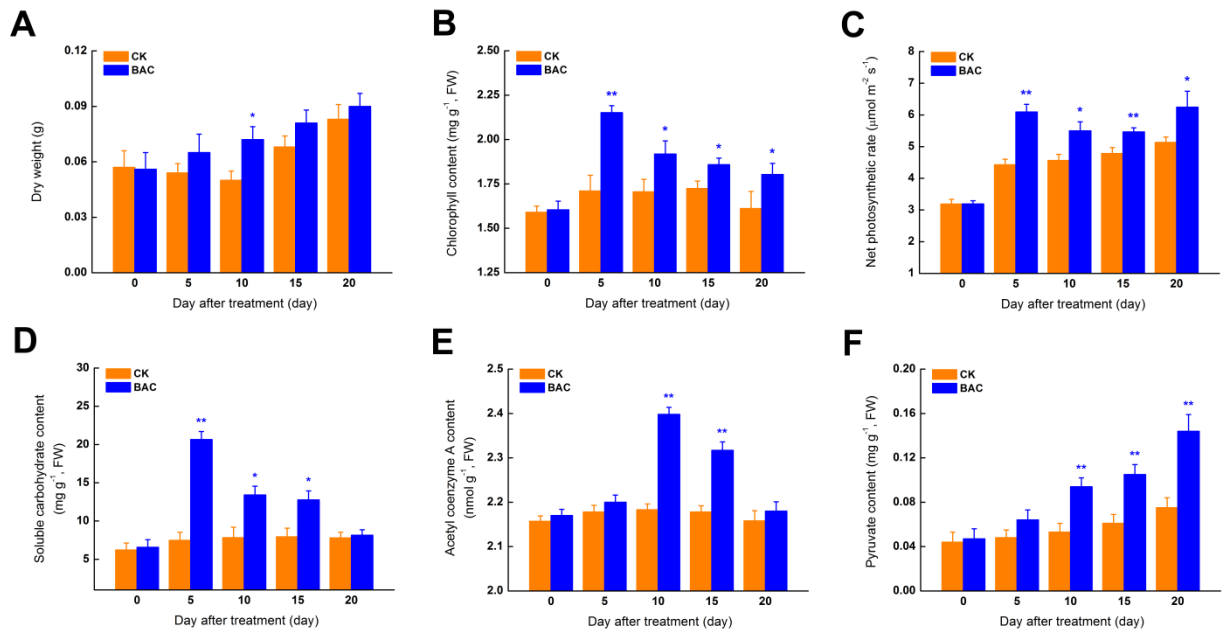 A
CK
BAC
0.12
0.09
0.06
0.03
0.00
Dry weight (g)
*
0
5
10
15
20
Day after treatment (day)
B
CK
BAC
2.50
2.25
2.00
1.75
1.50
1.25
Chlorophyll content (mg g⁻¹, FW)
**
*
*
*
0
5
10
15
20
Day after treatment (day)
C
CK
BAC
8
7
6
5
4
3
2
1
Net photosynthetic rate (μmol m⁻² s⁻¹)
**
*
**
*
0
5
10
15
20
Day after treatment (day)
D
CK
BAC
30
25
20
15
10
5
Soluble carbohydrate content
(mg g⁻¹, FW)
**
*
*
0
5
10
15
20
Day after treatment (day)
E
CK
BAC
2.5
2.4
2.3
2.2
2.1
2.0
Acetyl coenzyme A content
(nmol g⁻¹, FW)
**
**
0
5
10
15
20
Day after treatment (day)
F
CK
BAC
0.20
0.16
0.12
0.08
0.04
0.00
Pyruvate content (mg g⁻¹, FW)
**
**
**
0
5
10
15
20
Day after treatment (day)